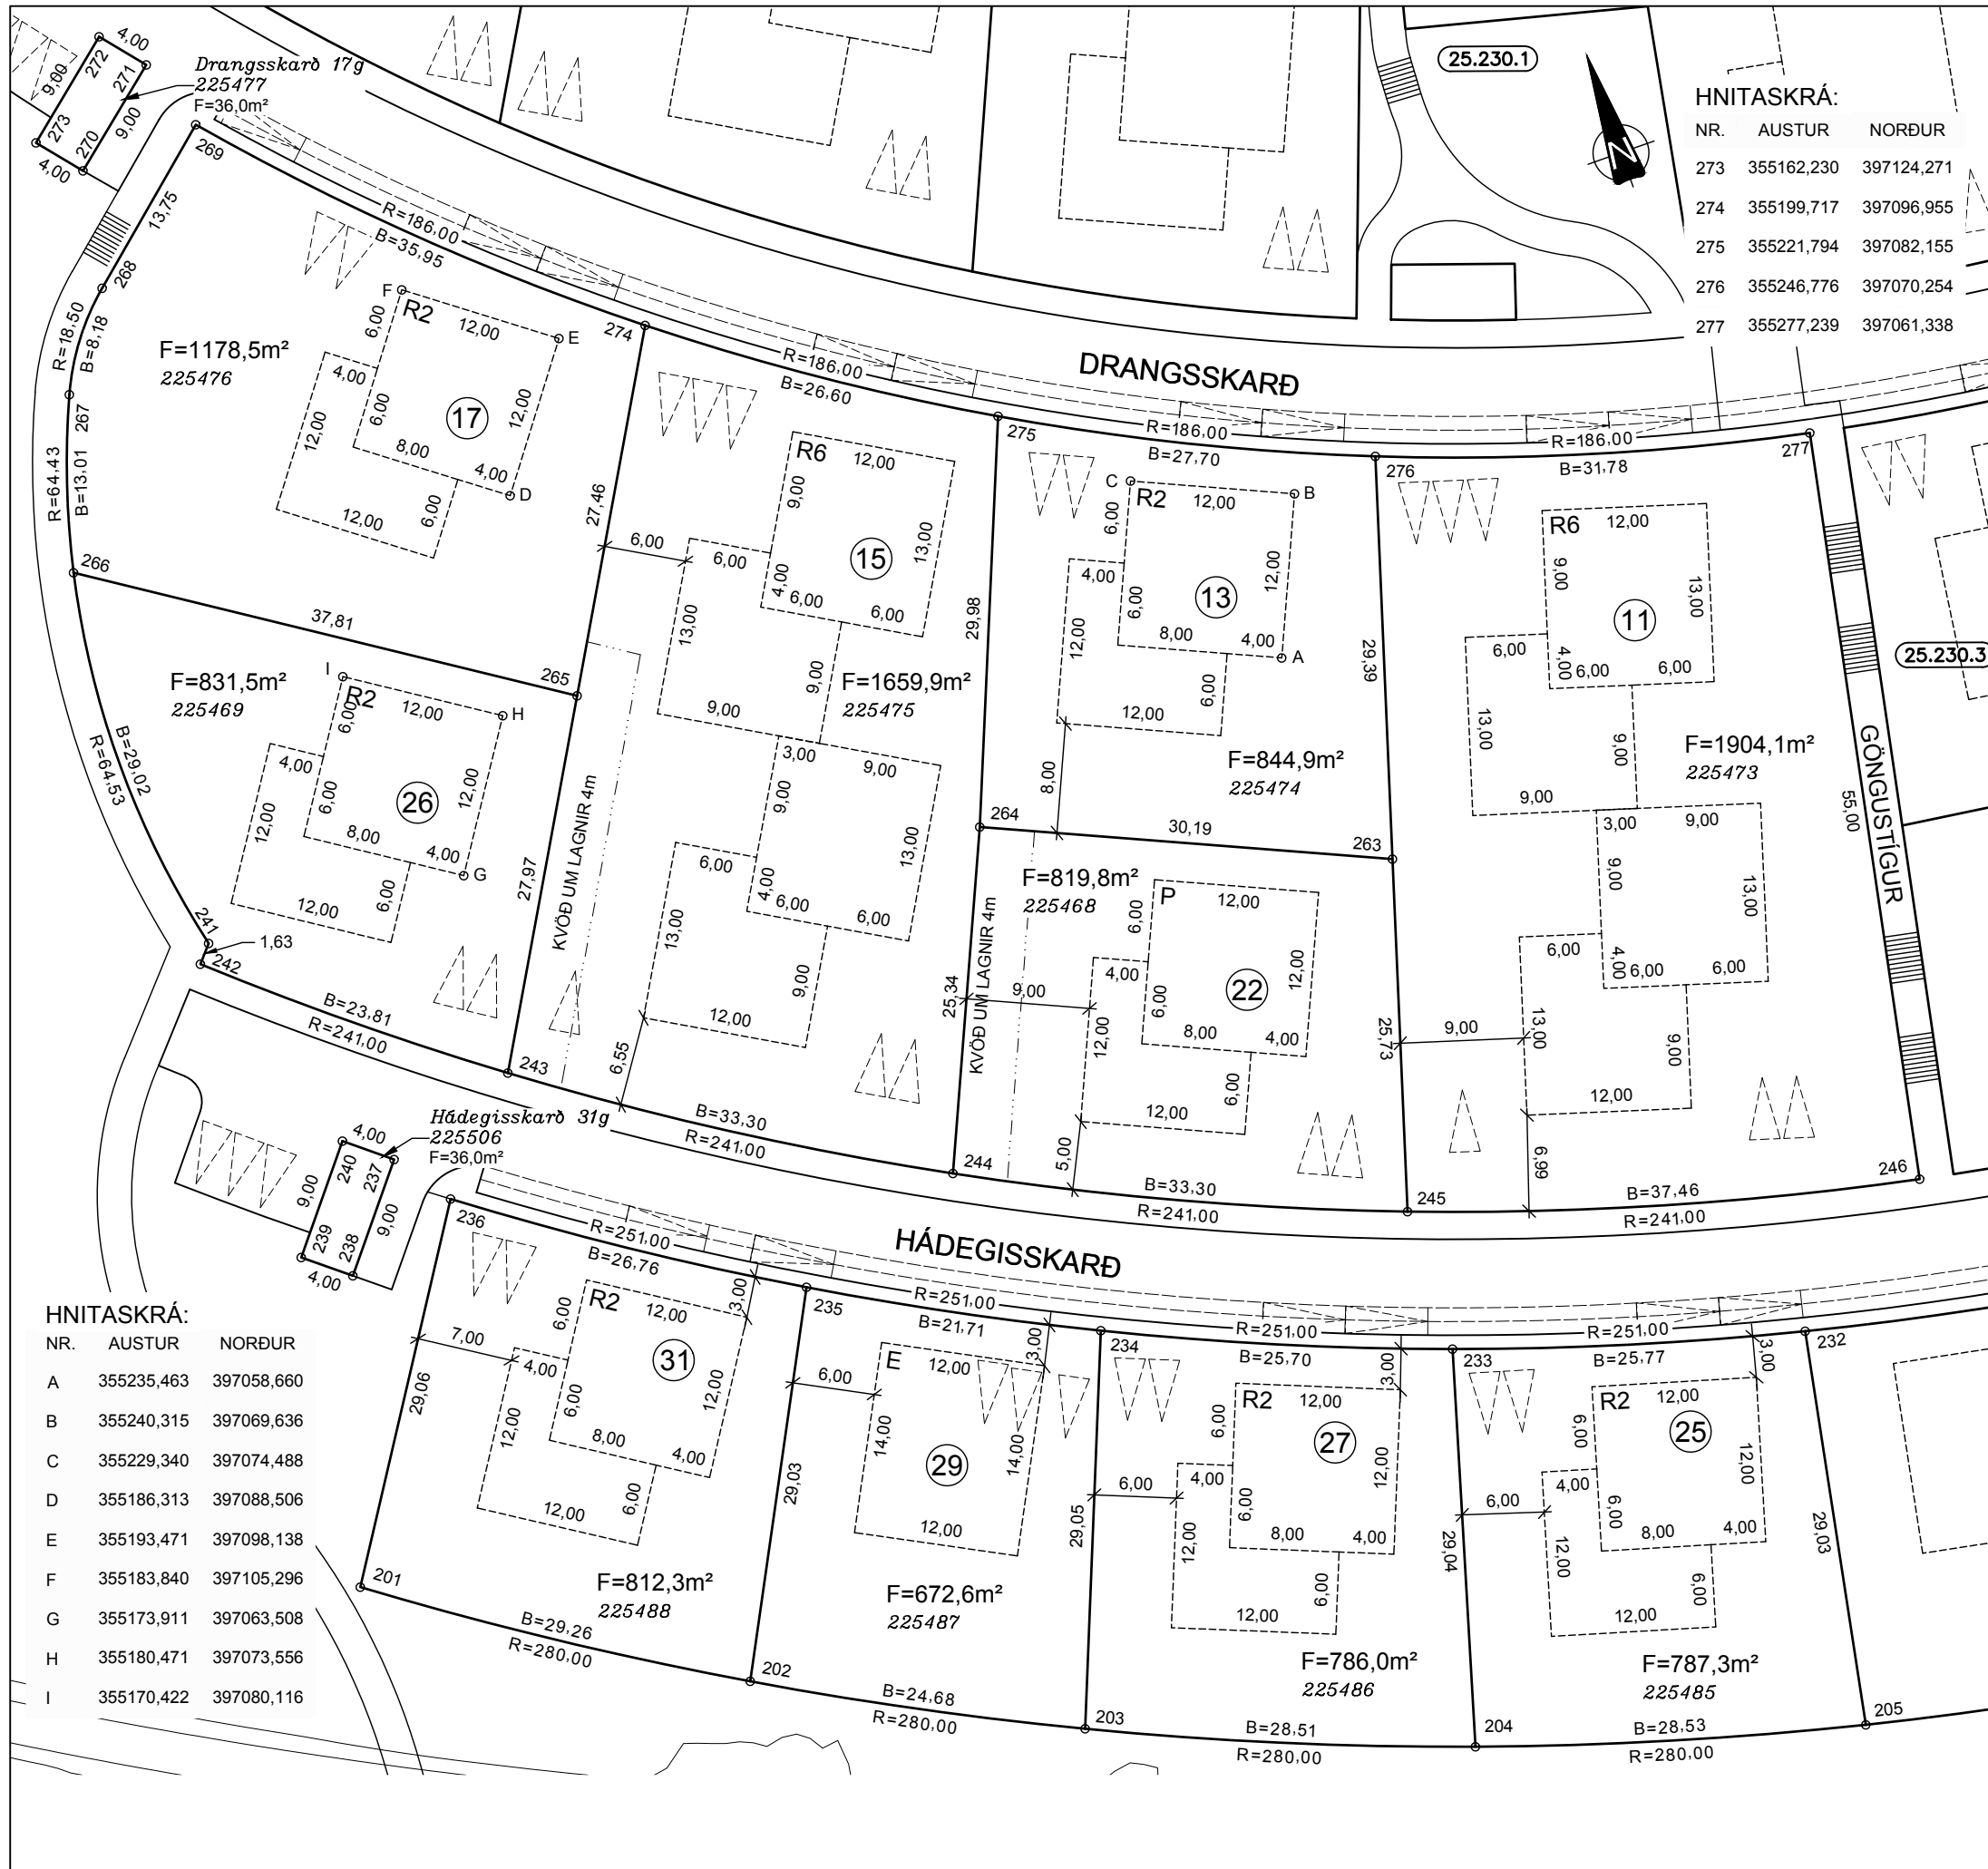 4,00
272
271
9,00
9,00
273
270
4,00
Drangsskarð 17g
225477
F=36,0m²
25.230.1
N
HNITASKRÁ:
NR. AUSTUR NORÐUR
273 355162,230 397124,271
274 355199,717 397096,955
275 355221,794 397082,155
276 355246,776 397070,254
277 355277,239 397061,338
269
13,75
268
R=18,50
B=8,18
267
R=64,43
B=13,01
266
R=186,00
B=35,95
274
F=1178,5m²
225476
F
R2
12,00
E
6,00
4,00
6,00
12,00
17
12,00
8,00
4,00
D
12,00
6,00
27,46
37,81
265
R=186,00
B=26,60
DRANGSSKARÐ
275
R=186,00
B=27,70
276
R=186,00
B=31,78
277
R6
12,00
9,00
13,00
15
6,00
6,00
4,00
6,00
6,00
13,00
9,00
9,00
F=1659,9m²
225475
3,00
9,00
9,00
13,00
6,00
4,00
6,00
6,00
13,00
9,00
12,00
6,55
29,98
C
R2
12,00
B
6,00
4,00
12,00
6,00
13
12,00
8,00
4,00
A
12,00
6,00
8,00
F=844,9m²
225474
29,39
264
30,19
263
R6
12,00
9,00
13,00
11
6,00
4,00
6,00
6,00
13,00
9,00
9,00
F=1904,1m²
225473
3,00
9,00
9,00
13,00
6,00
4,00
6,00
6,00
13,00
9,00
9,00
12,00
6,99
55,00
GÖNGUSTÍGUR
25.230.3
F=831,5m²
225469
I
R2
12,00
H
6,00
4,00
6,00
12,00
12,00
26
8,00
4,00
G
12,00
6,00
B=29,02
R=64,53
241
1,63
242
B=23,81
R=241,00
243
27,97
KVÖÐ UM LAGNIR 4m
B=33,30
R=241,00
244
25,34
KVÖÐ UM LAGNIR 4m
F=819,8m²
225468
P
12,00
6,00
4,00
9,00
6,00
12,00
12,00
22
8,00
4,00
12,00
6,00
5,00
25,73
B=33,30
R=241,00
245
B=37,46
R=241,00
246
Hádegisskarð 31g
225506
F=36,0m²
4,00
240
237
9,00
9,00
239
238
4,00
236
R=251,00
B=26,76
HÁDEGISSKARÐ
235
R=251,00
B=21,71
234
R=251,00
B=25,70
233
R=251,00
B=25,77
232
HNITASKRÁ:
NR. AUSTUR NORÐUR
A 355235,463 397058,660
B 355240,315 397069,636
C 355229,340 397074,488
D 355186,313 397088,506
E 355193,471 397098,138
F 355183,840 397105,296
G 355173,911 397063,508
H 355180,471 397073,556
I 355170,422 397080,116
R2
12,00
3,00
6,00
7,00
4,00
6,00
12,00
31
12,00
8,00
4,00
12,00
6,00
29,06
F=812,3m²
225488
201
B=29,26
R=280,00
202
29,03
E
12,00
3,00
6,00
14,00
14,00
29
12,00
F=672,6m²
225487
B=24,68
R=280,00
203
29,05
R2
12,00
3,00
6,00
6,00
4,00
6,00
12,00
27
12,00
8,00
4,00
12,00
6,00
F=786,0m²
225486
B=28,51
R=280,00
204
29,04
R2
12,00
3,00
6,00
6,00
4,00
6,00
12,00
25
12,00
8,00
4,00
12,00
6,00
29,03
F=787,3m²
225485
B=28,53
R=280,00
205